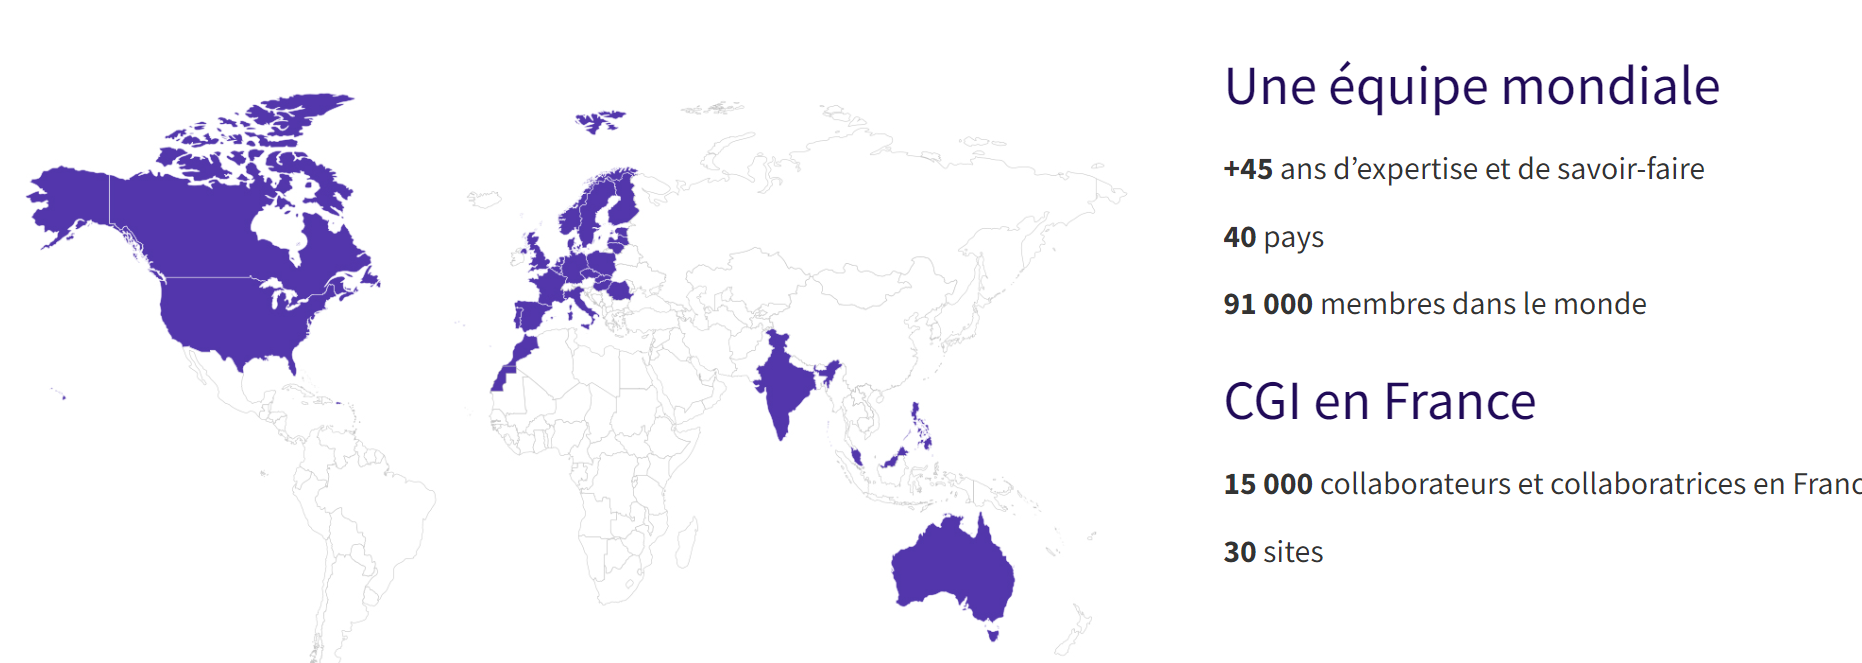 Une équipe mondiale
+45 ans d’expertise et de savoir-faire
40 pays
91 000 membres dans le monde
CGI en France
15 000 collaborateurs et collaboratrices en Franc
30 sites